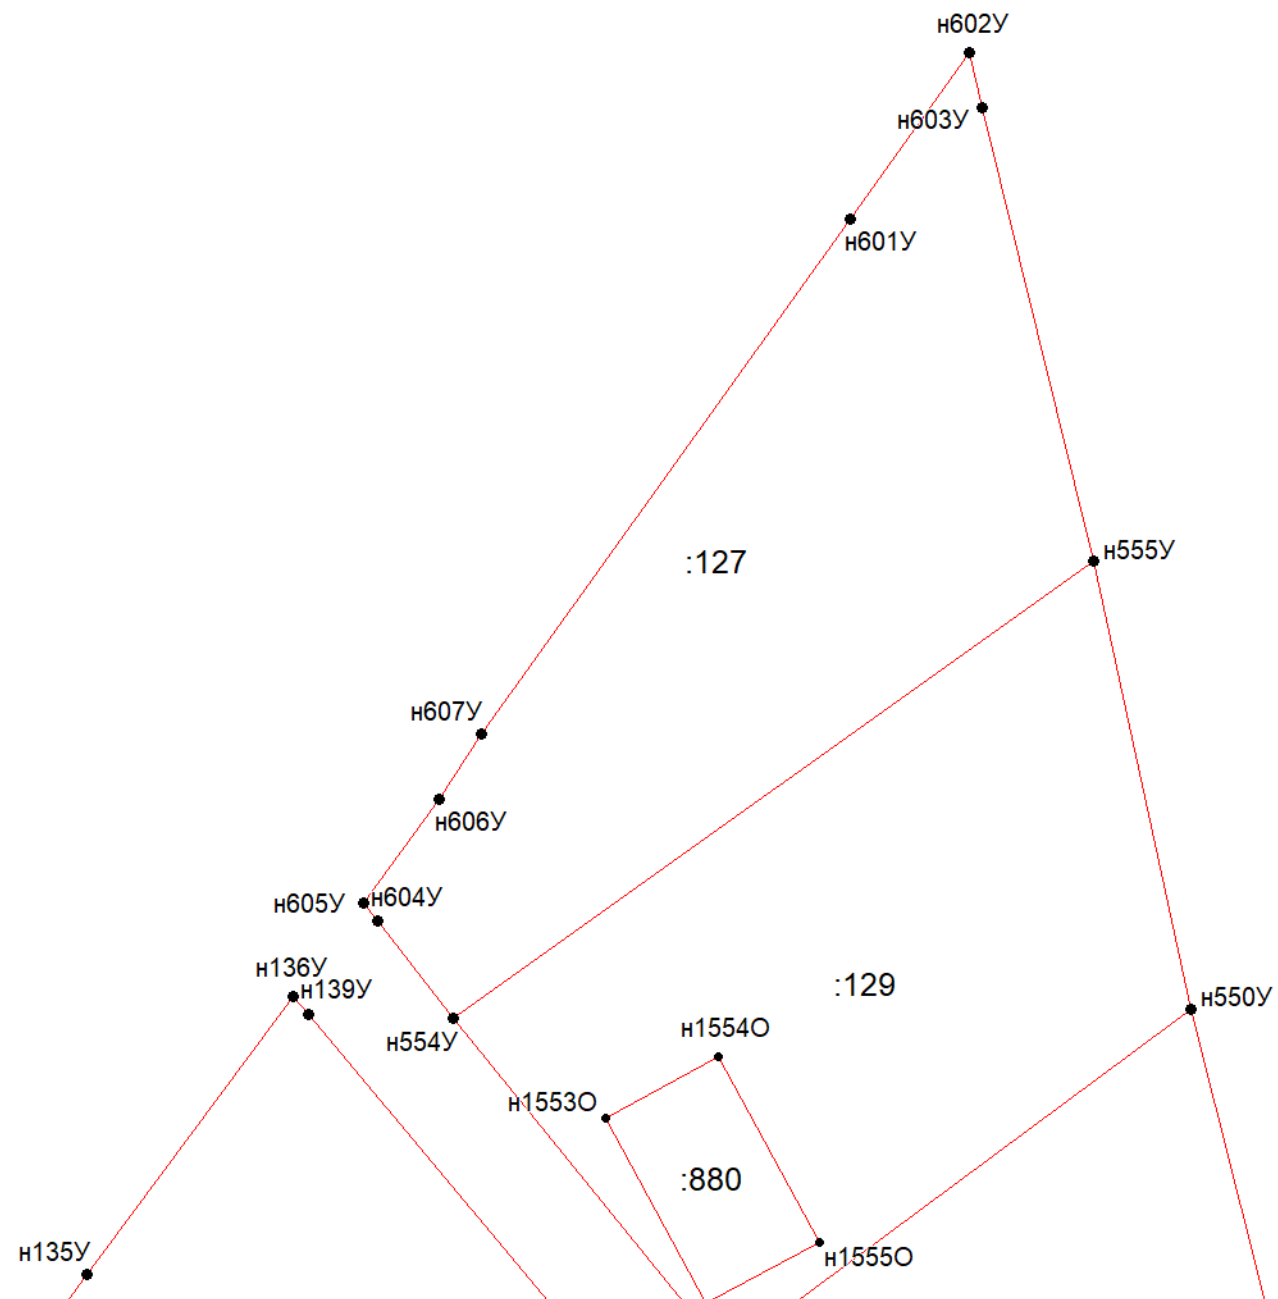 н602У
н603У
н601У
:127
н555У
н607У
н606У
н605У
н604У
н136У
н139У
:129
н550У
н554У
н1554О
н1553О
:880
н135У
н1555О